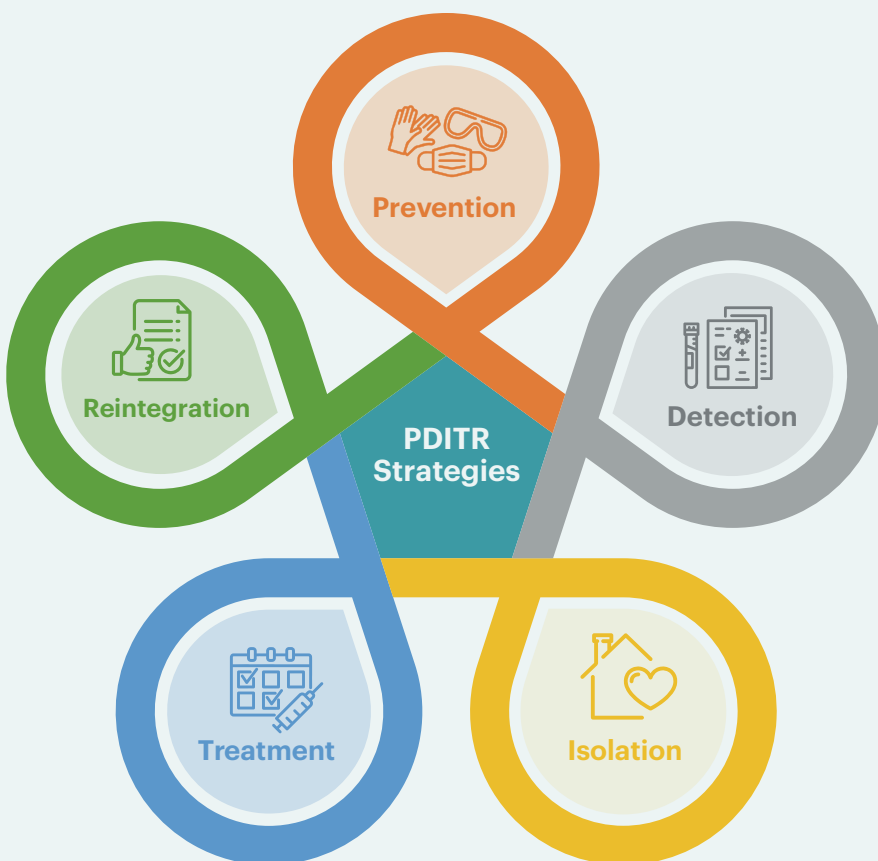 Prevention
Detection
Isolation
Treatment
Reintegration
PDITR
Strategies